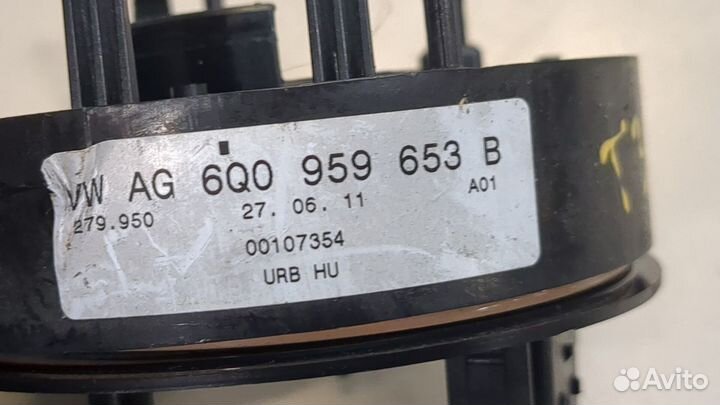 VW AG 6Q0 959 653 B
279.950 27. 06. 11 A01
00107354
URB HU
Avito